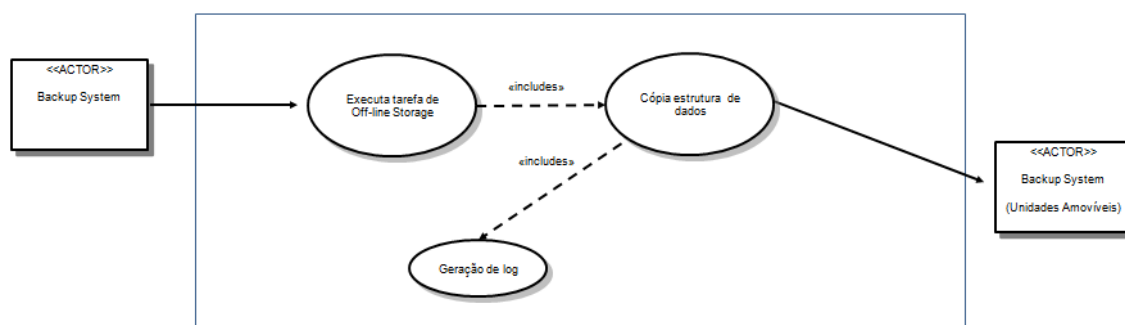 <<ACTOR>>
Backup System
Executa tarefa de
Off-line Storage
«includes»
Cópia estrutura de
dados
«includes»
Geração de log
<<ACTOR>>
Backup System
(Unidades Amovíveis)